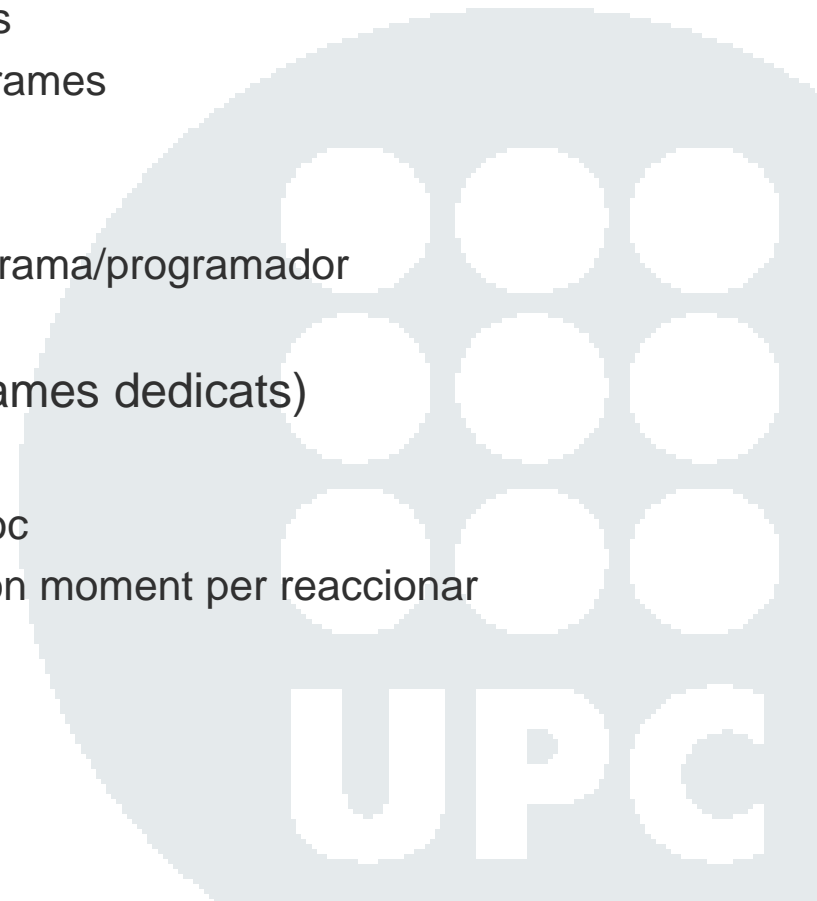 s
rames
rama/programador
ames dedicats)
oc
on moment per reaccionar
UPC